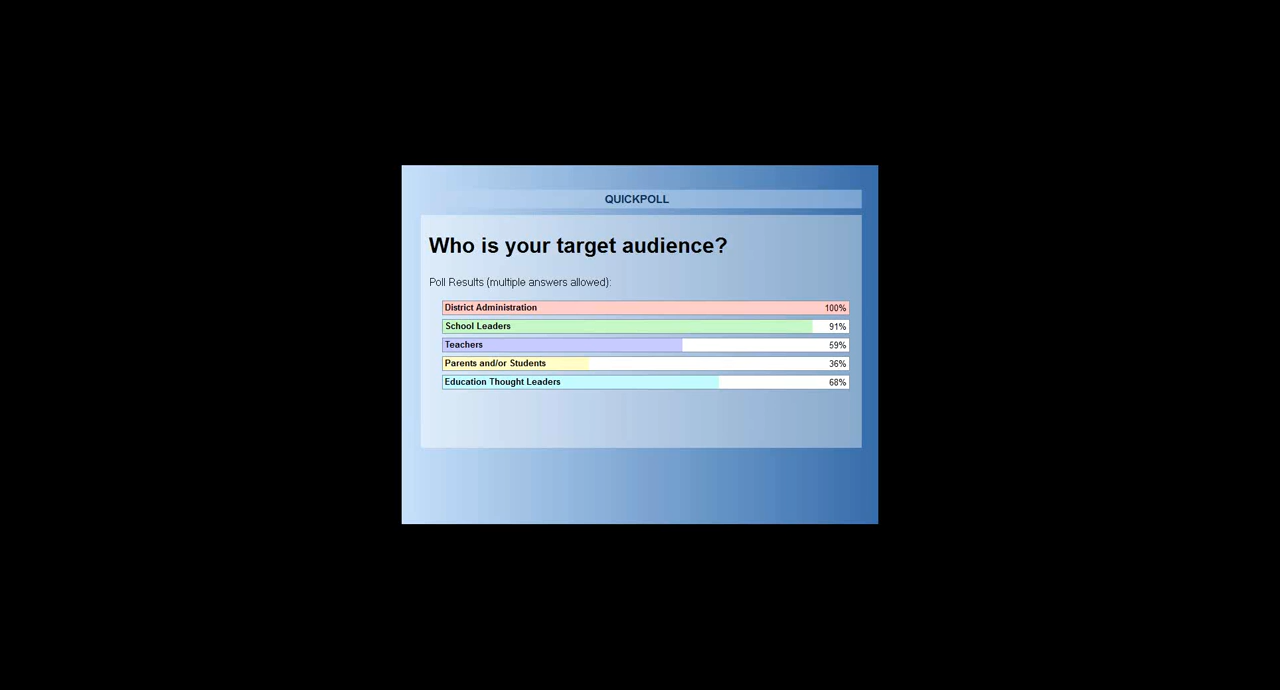 QUICKPOLL
Who is your target audience?
Poll Results (multiple answers allowed):
District Administration 100%
School Leaders 91%
Teachers 59%
Parents and/or Students 36%
Education Thought Leaders 68%